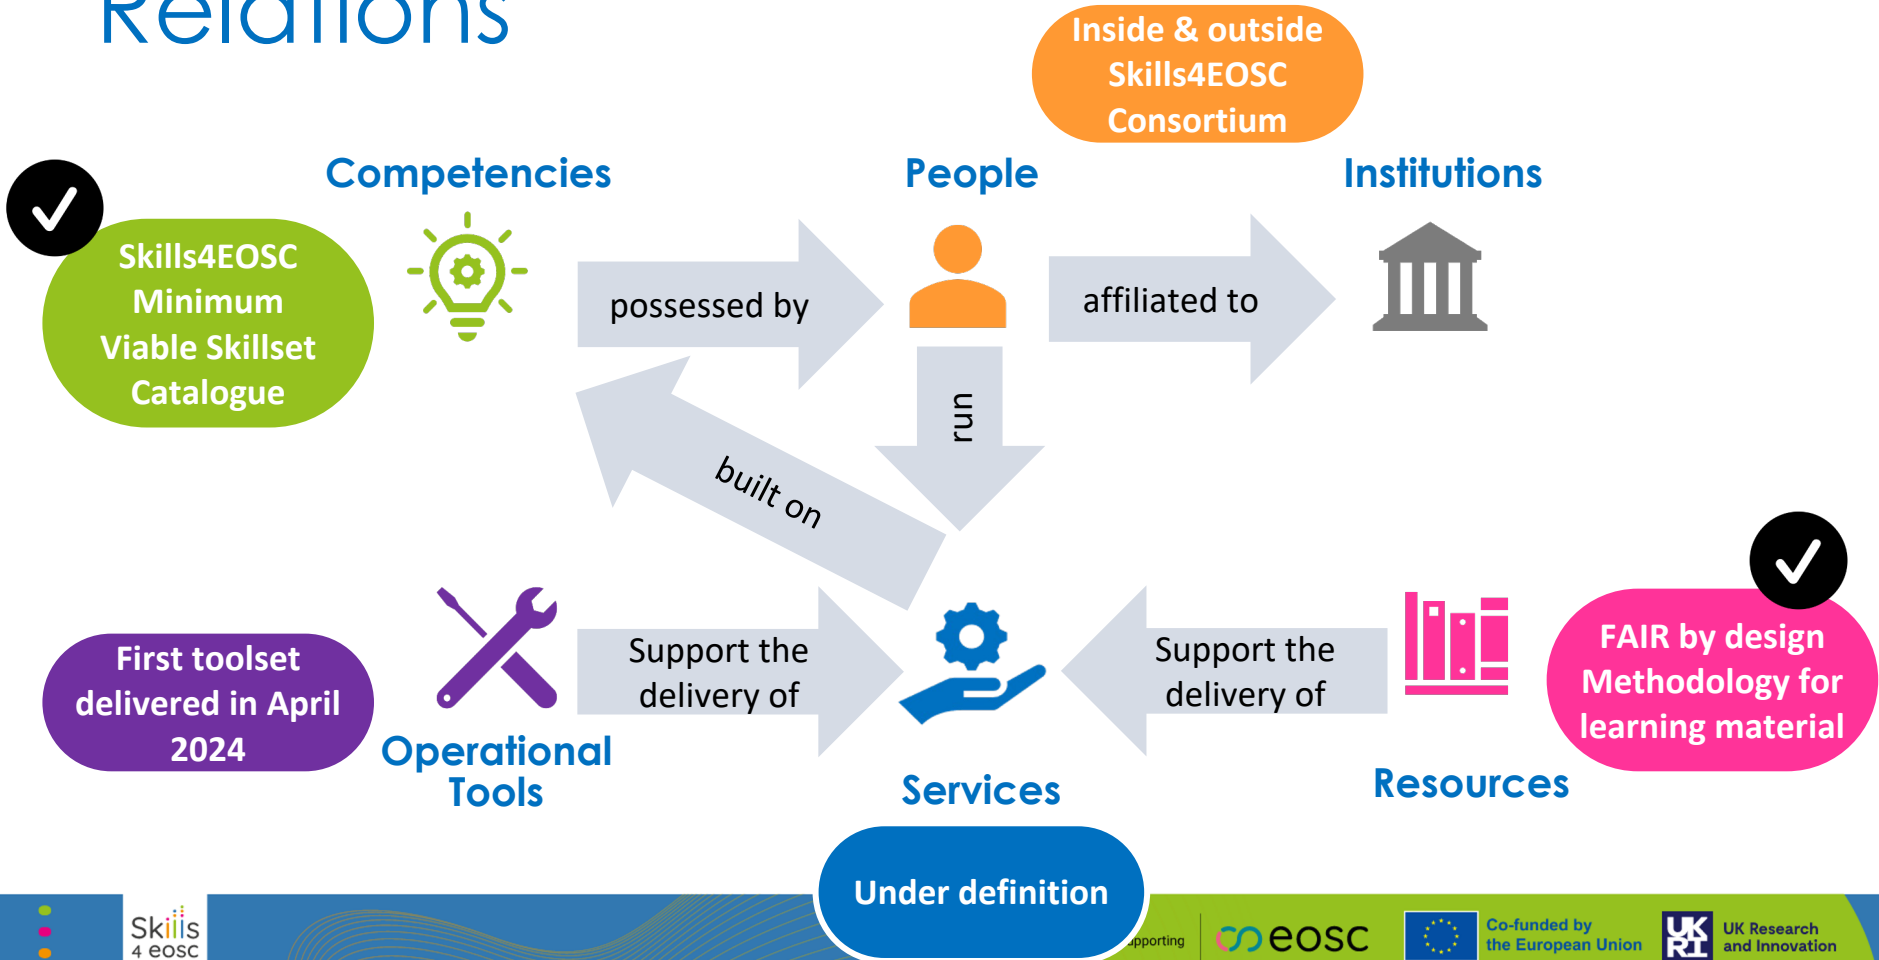 Relations
Inside & outside
Skills4EOSC
Consortium
Competencies
People
Institutions
Skills4EOSC
Minimum
Viable Skillset
Catalogue
possessed by
affiliated to
run
built on
First toolset
delivered in April
2024
Support the
delivery of
Support the
delivery of
FAIR by design
Methodology for
learning material
Operational
Tools
Services
Resources
Under definition
Skills
4 eosc
eosc
Co-funded by
the European Union
UK
RI
UK Research
and Innovation